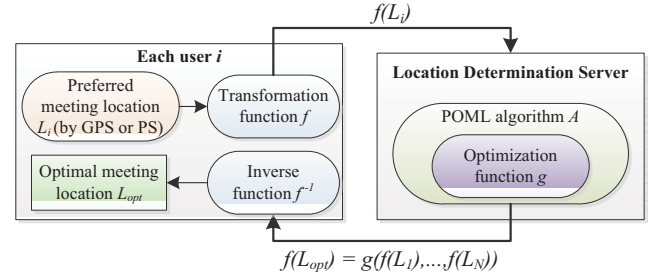 f(L_i)
Each user i
Preferred
meeting location
L_i (by GPS or PS)
Transformation
function f
Optimal meeting
location L_opt
Inverse
function f^-1
Location Determination Server
POML algorithm A
Optimization
function g
f(L_opt) = g(f(L_1),...,f(L_N))